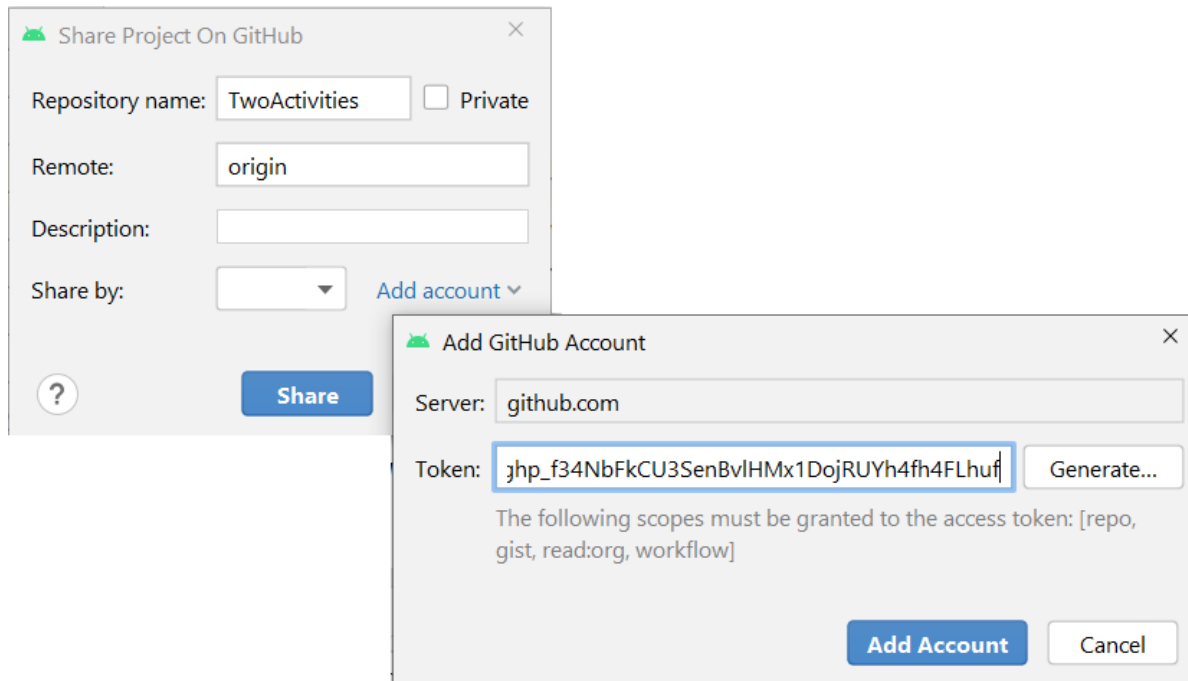 Share Project On GitHub
Repository name: TwoActivities Private
Remote: origin
Description:
Share by: Add account
? Share
Add GitHub Account
Server: github.com
Token: Generate...
The following scopes must be granted to the access token: [repo,
gist, read:org, workflow]
Add Account Cancel